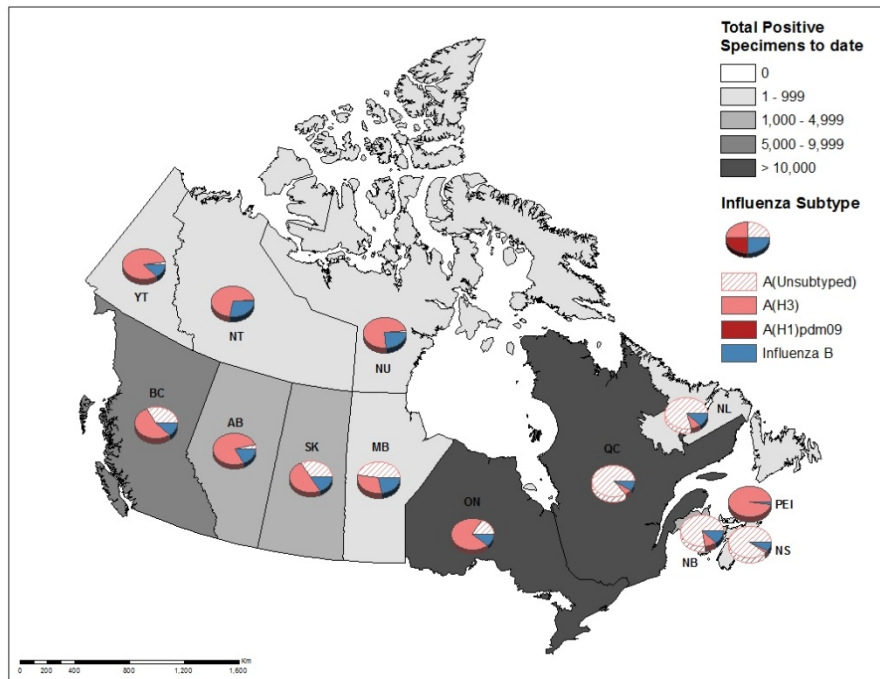 Total Positive
Specimens to date
0
1 - 999
1,000 - 4,999
5,000 - 9,999
> 10,000
Influenza Subtype
A(Unsubtyped)
A(H3)
A(H1)pdm09
Influenza B
YT
NT
NU
BC
AB
SK
MB
ON
QC
NL
PEI
NB
NS
Km
0 200 400 800 1,200 1,600